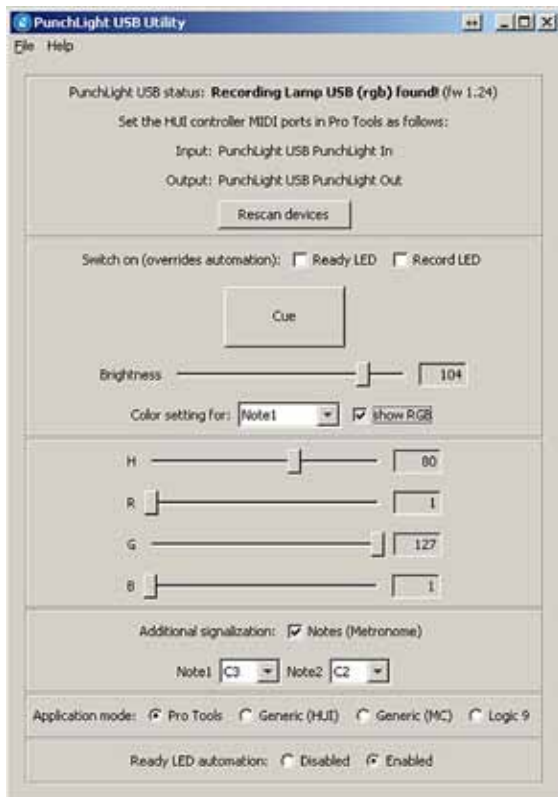 PunchLight USB Utility
File Help
PunchLight USB status: Recording Lamp USB (rgb) found! (fw 1.24)
Set the HUI controller MIDI ports in Pro Tools as follows:
Input: PunchLight USB PunchLight In
Output: PunchLight USB PunchLight Out
Rescan devices
Switch on (overrides automation): Ready LED Record LED
Cue
Brightness 104
Color setting for: Note1 show RGB
H 80
R 1
G 127
B 1
Additional signalization: Notes (Metronome)
Note1 C3 Note2 C2
Application mode: Pro Tools Generic (HUI) Generic (MC) Logic 9
Ready LED automation: Disabled Enabled